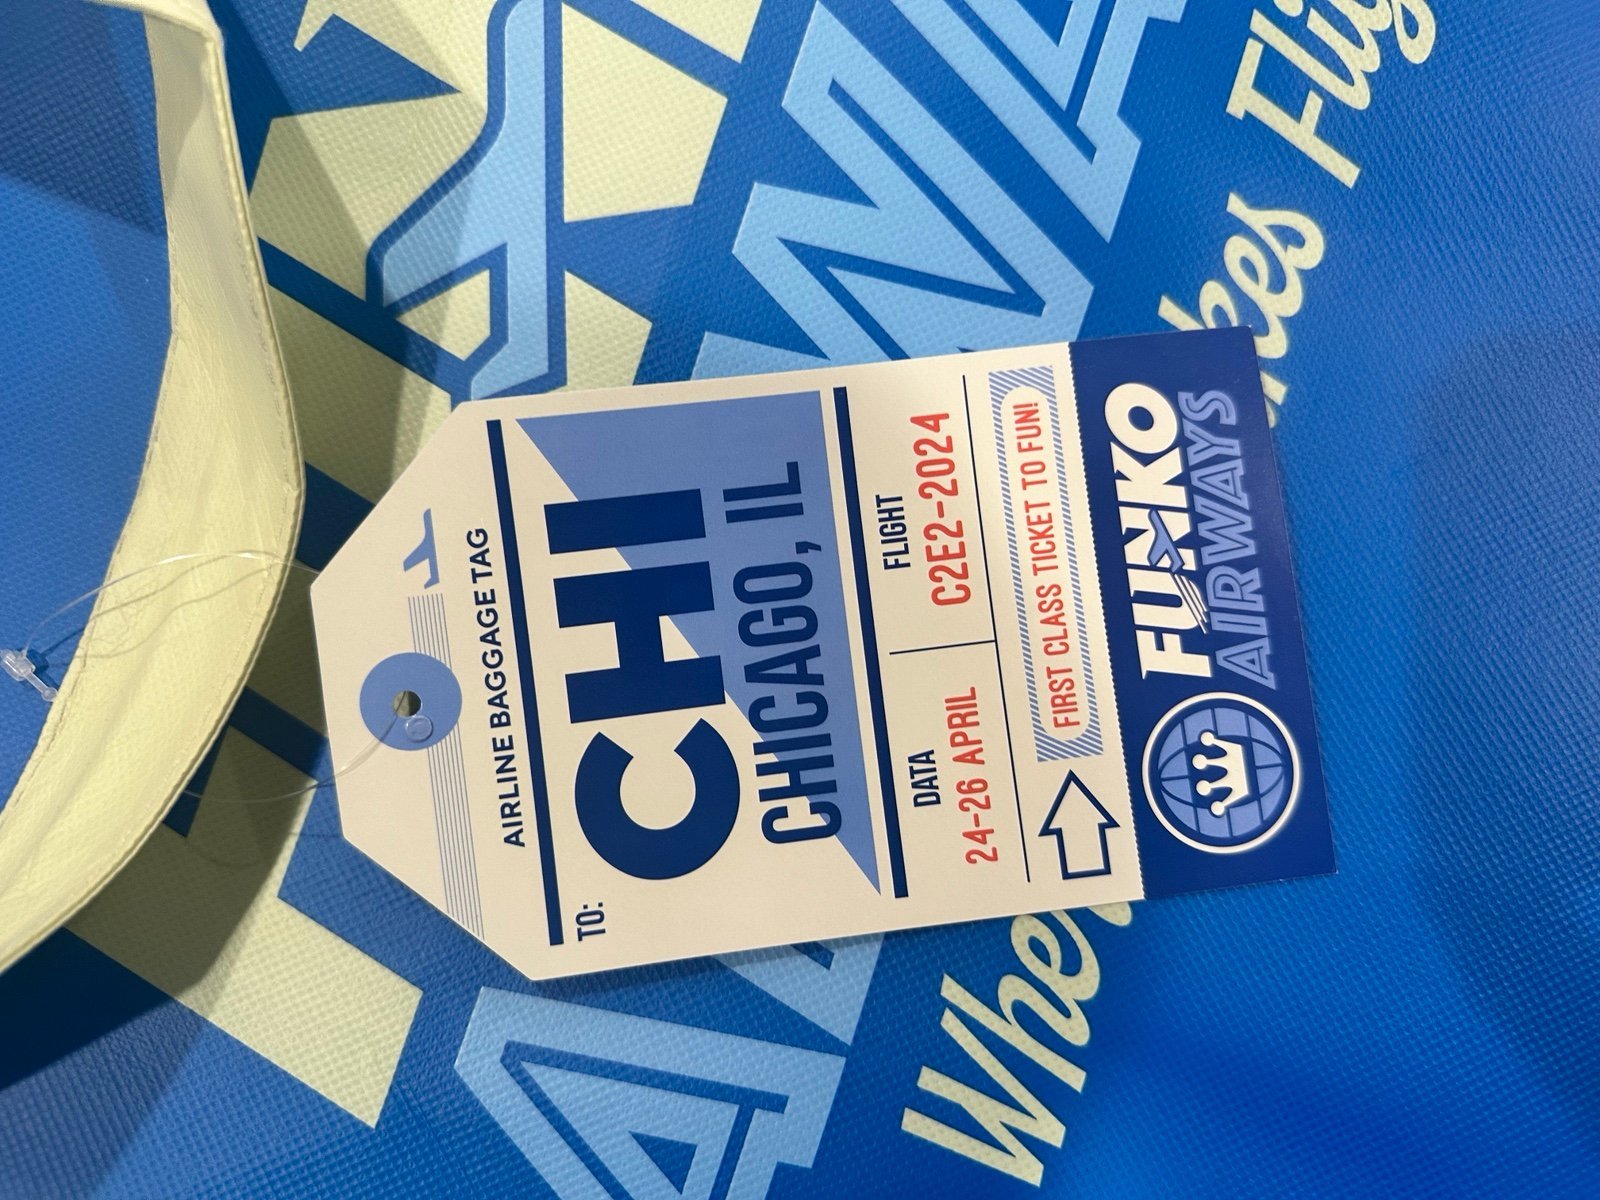 AIRLINE BAGGAGE TAG
TO:
CHI
CHICAGO, IL
DATA
24-26 APRIL
FLIGHT
C2E2-2024
FIRST CLASS TICKET TO FUN!
FUNKO
AIRWAYS